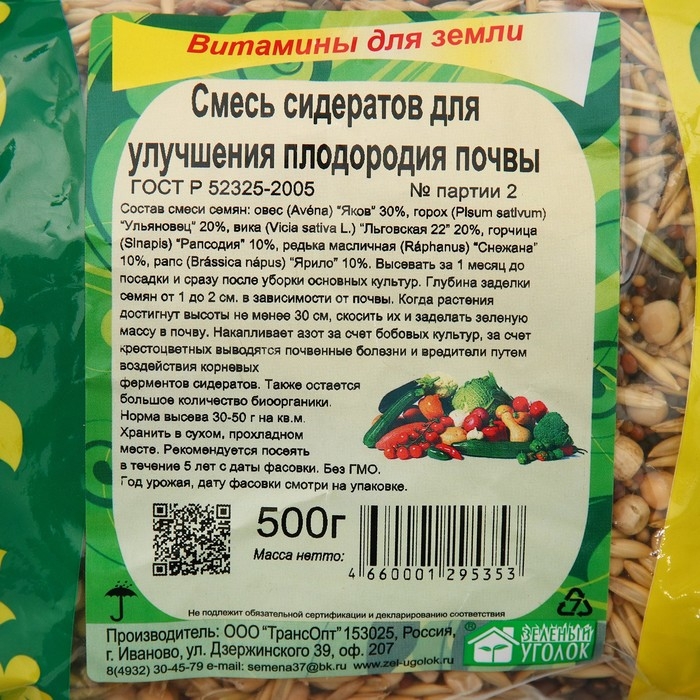 Витамины для земли
Смесь сидератов для
улучшения плодородия почвы
ГОСТ Р 52325-2005 № партии 2
Состав смеси семян: овес (Avéna) "Яков" 30%, горох (Pisum sativum)
"Ульяновец" 20%, вика (Vicia sativa L.) "Льговская 22" 20%, горчица
(Sinapis) "Рапсодия" 10%, редька масличная (Ráphanus) "Снежана"
10%, рапс (Brássica nápus) "Ярило" 10%. Высевать за 1 месяц до
посадки и сразу после уборки основных культур. Глубина заделки
семян от 1 до 2 см. в зависимости от почвы. Когда растения
достигнут высоты не менее 30 см, скосить их и заделать зеленую
массу в почву. Накапливает азот за счет бобовых культур, за счет
крестоцветных выводятся почвенные болезни и вредители путем
воздействия корневых
ферментов сидератов. Также остается
большое количество биоорганики.
Норма высева 30-50 г на кв.м.
Хранить в сухом, прохладном
месте. Рекомендуется посеять
в течение 5 лет с даты фасовки. Без ГМО.
Год урожая, дату фасовки смотри на упаковке.
500г
Масса нетто:
4 660001 295353
Не подлежит обязательной сертификации и декларированию соответствия
Производитель: ООО "ТрансОпт" 153025, Россия,
г. Иваново, ул. Дзержинского 39, оф. 207
8(4932) 30-45-79 e-mail: semena37@bk.ru www.zel-ugolok.ru
®
ЗЕЛЕНЫЙ
УГОЛОК